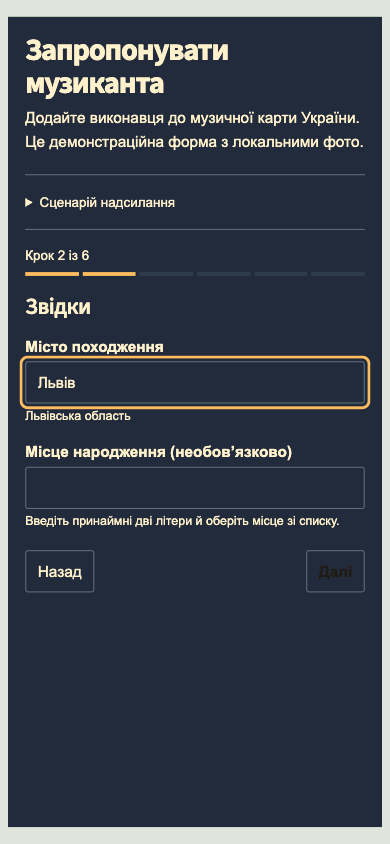 Запропонувати
музиканта
Додайте виконавця до музичної карти України.
Це демонстраційна форма з локальними фото.
Сценарій надсилання
Крок 2 із 6
Звідки
Місто походження
Львів
Львівська область
Місце народження (необов’язково)
Введіть принаймні дві літери й оберіть місце зі списку.
Назад
Далі